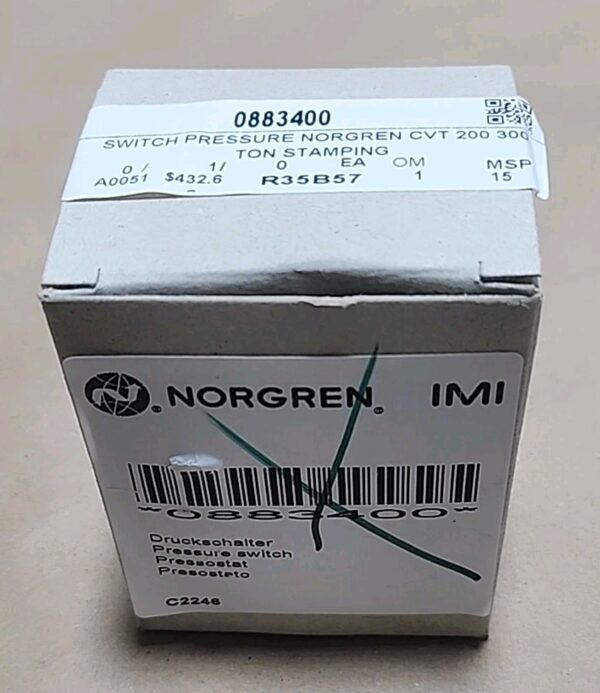 0883400
SWITCH PRESSURE NORGREN CVT 200 300
TON STAMPING
0 / 1/ 0 EA OM MSP
A0051 $432.6 R35B57 1 15
NORGREN® IMI
*0883400*
Druckschalter
Pressure switch
Pressostat
Presostato
C2246